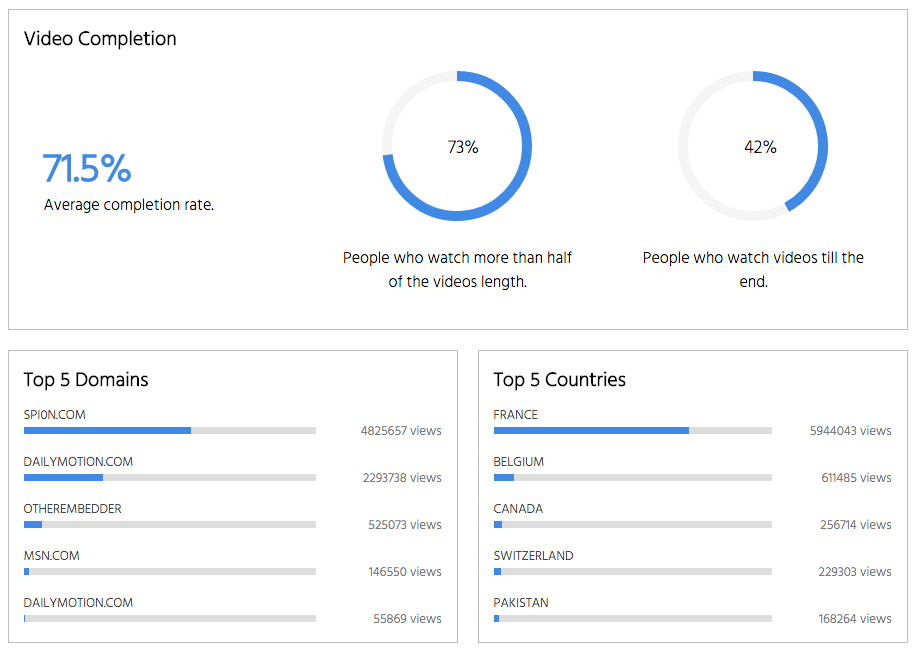 Video Completion
71.5%
Average completion rate.
73%
People who watch more than half
of the videos length.
42%
People who watch videos till the
end.
Top 5 Domains
SPI0N.COM
4825657 views
DAILYMOTION.COM
2293738 views
OTHEREMBEDDER
525073 views
MSN.COM
146550 views
DAILYMOTION.COM
55869 views
Top 5 Countries
FRANCE
5944043 views
BELGIUM
611485 views
CANADA
256714 views
SWITZERLAND
229303 views
PAKISTAN
168264 views